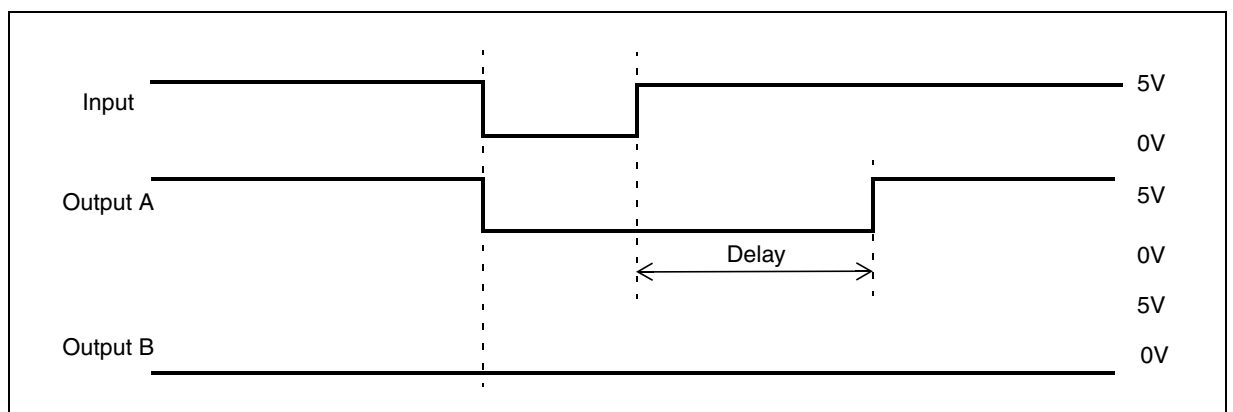 Input
5V
0V
Output A
5V
0V
Delay
5V
Output B
0V